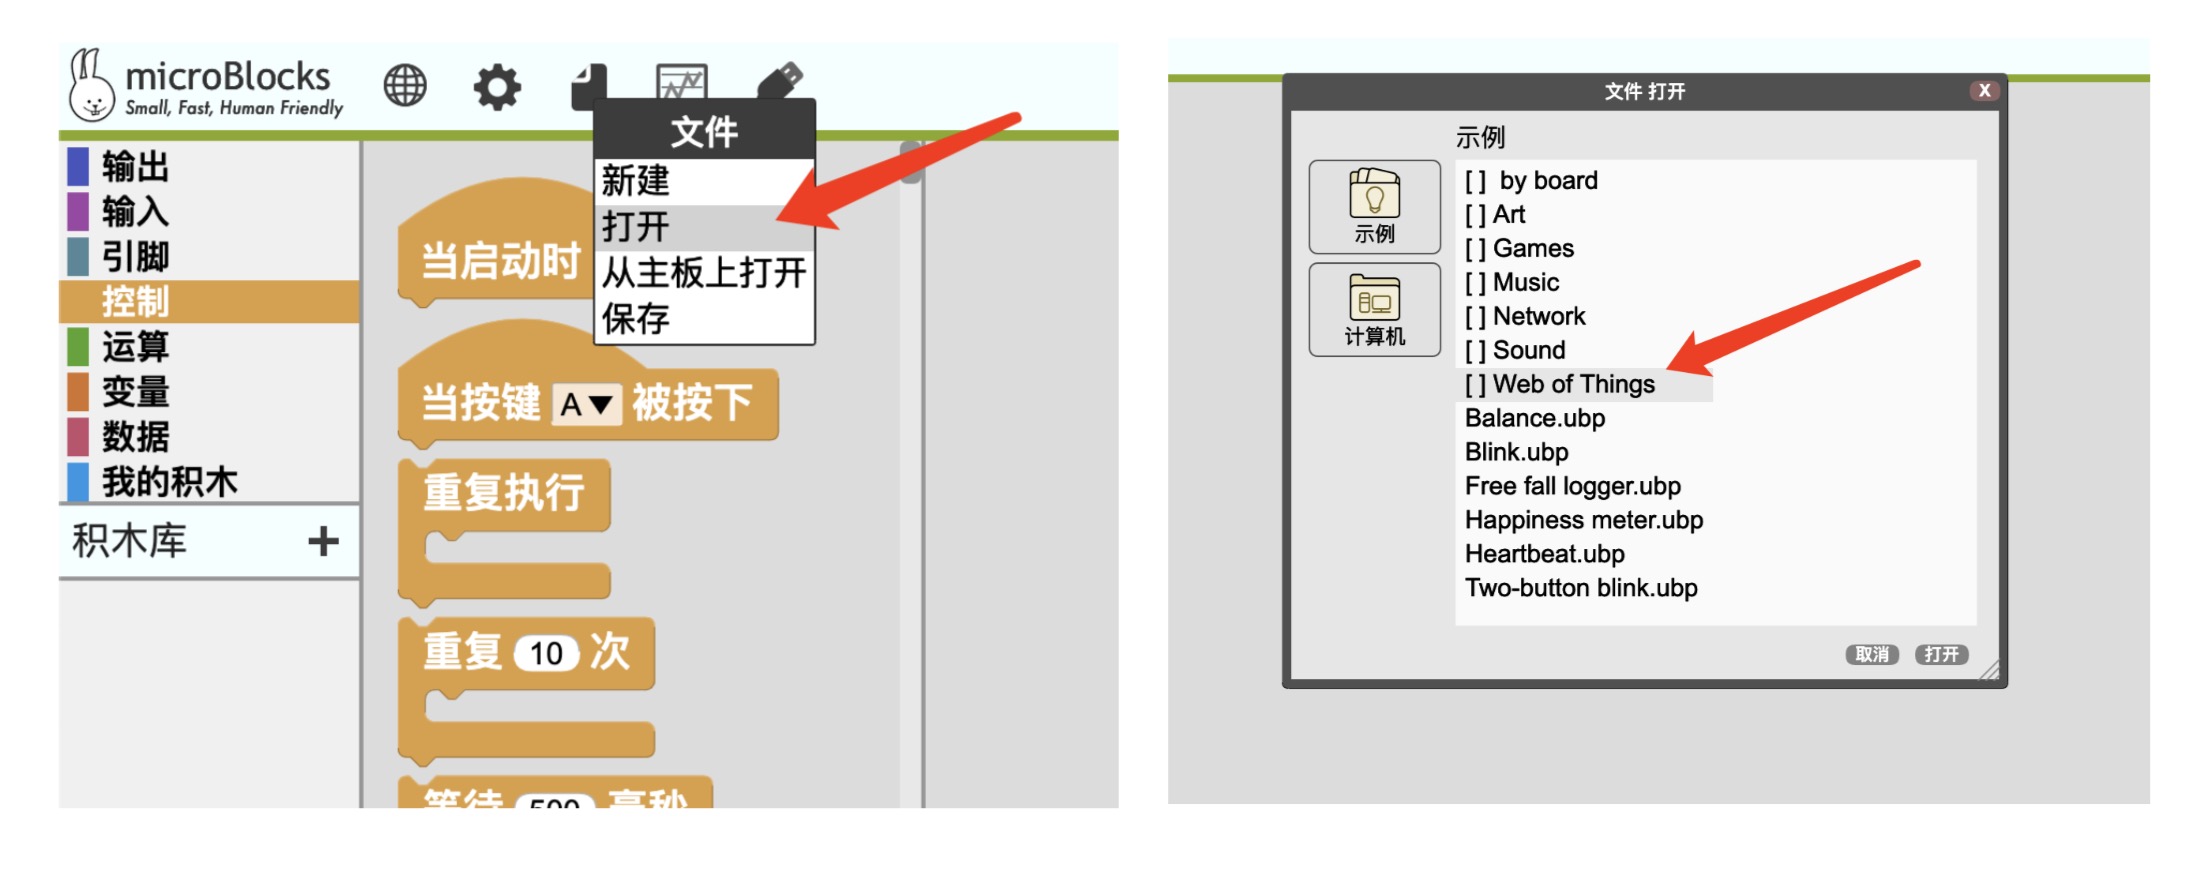 microBlocks
Small, Fast, Human Friendly
文件
新建
打开
从主板上打开
保存
输出
输入
引脚
控制
运算
变量
数据
我的积木
积木库 +
当启动时
当按键 A▼ 被按下
重复执行
重复 10 次
等待 500 毫秒
文件 打开
X
示例
计算机
示例
[ ] by board
[ ] Art
[ ] Games
[ ] Music
[ ] Network
[ ] Sound
[ ] Web of Things
Balance.ubp
Blink.ubp
Free fall logger.ubp
Happiness meter.ubp
Heartbeat.ubp
Two-button blink.ubp
取消 打开